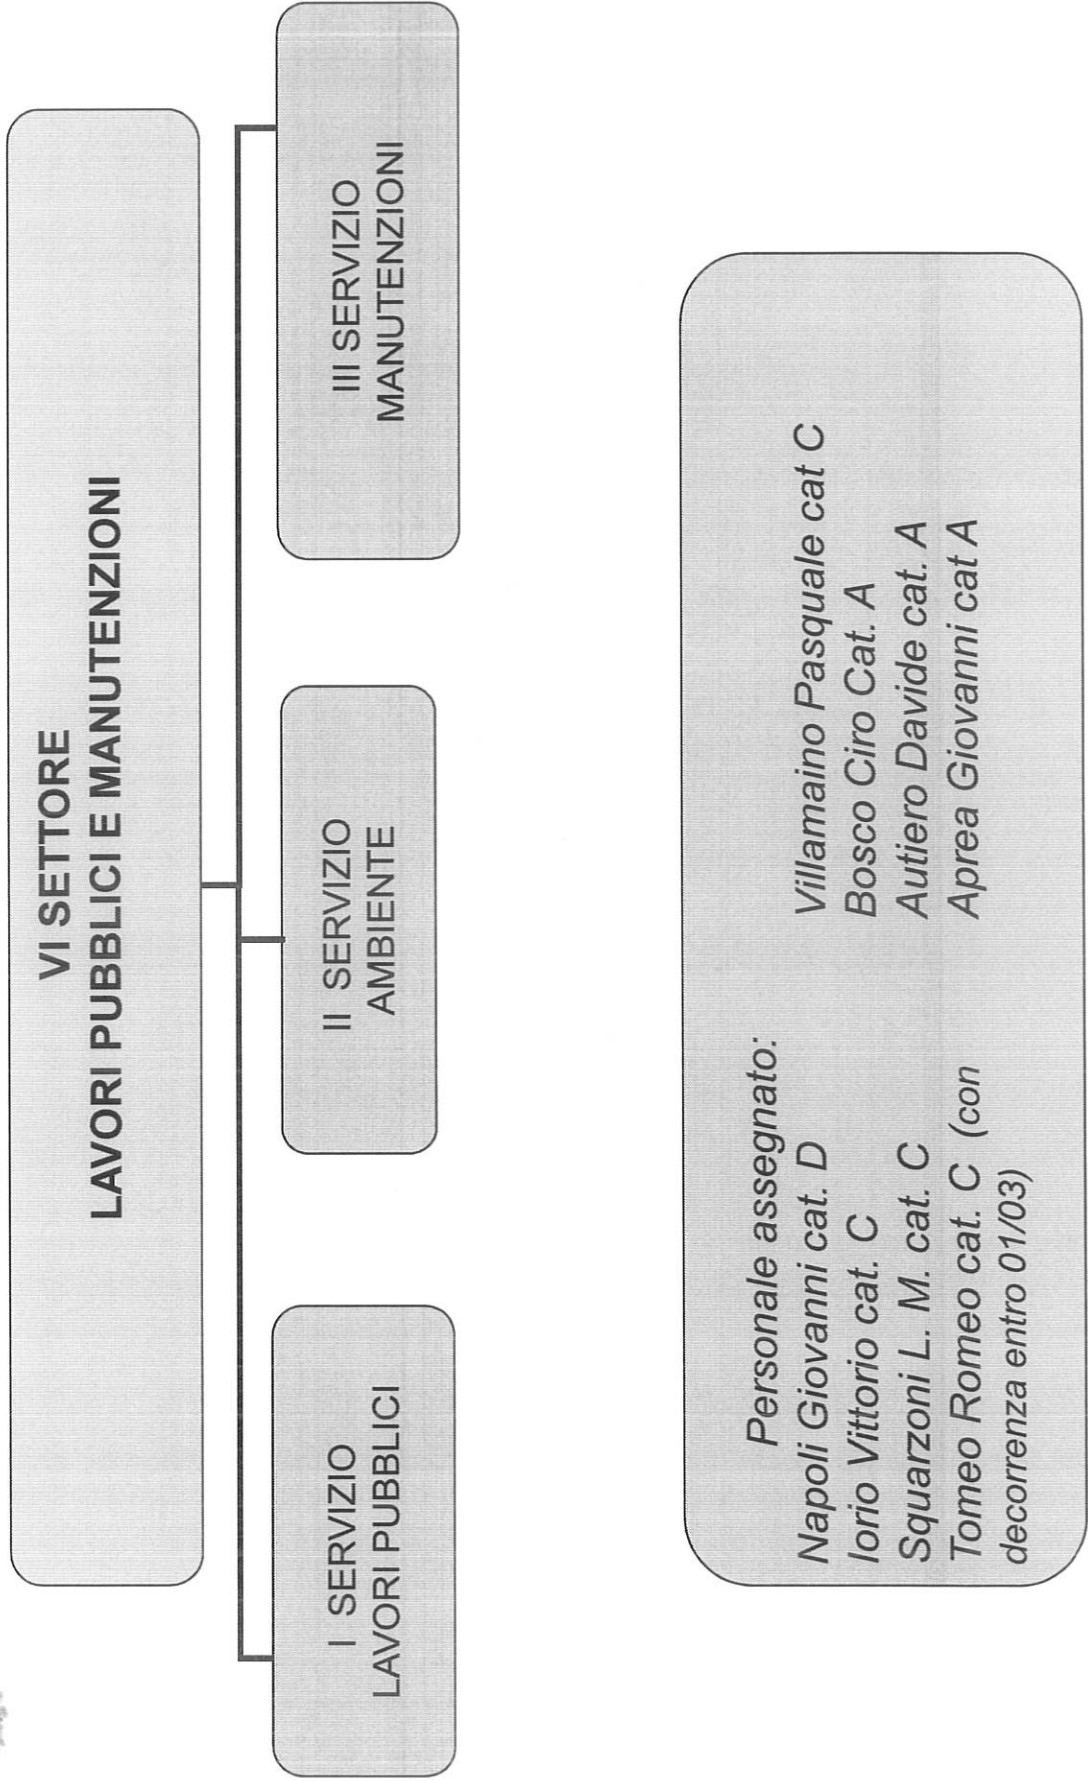 VI SETTORE
LAVORI PUBBLICI E MANUTENZIONI
I SERVIZIO
LAVORI PUBBLICI
II SERVIZIO
AMBIENTE
III SERVIZIO
MANUTENZIONI
Personale assegnato:
Napoli Giovanni cat. D
Iorio Vittorio cat. C
Squarzoni L. M. cat. C
Tomeo Romeo cat. C (con
decorrenza entro 01/03)
Villamaino Pasquale cat C
Bosco Ciro Cat. A
Autiero Davide cat. A
Aprea Giovanni cat A